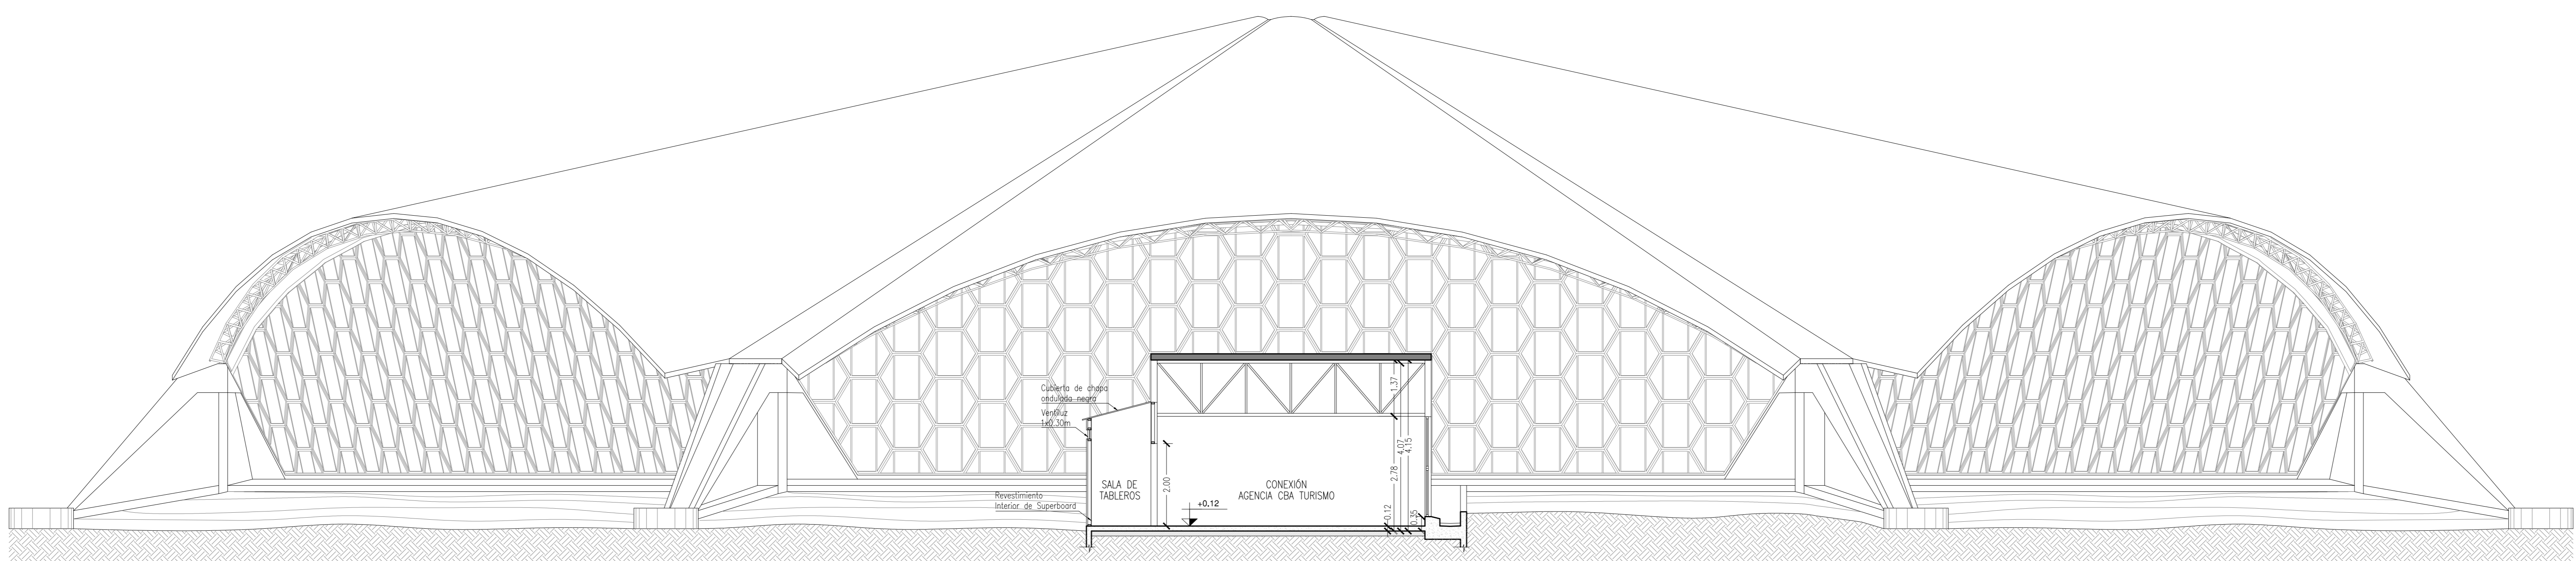 Cubierta de chapa
ondulada negra
Ventiluz
1x0.30m
1.37
4.07
4.15
2.78
2.00
SALA DE
TABLEROS
CONEXIÓN
AGENCIA CBA TURISMO
Revestimiento
Interior de Superboard
+0.12
0.12
0.35